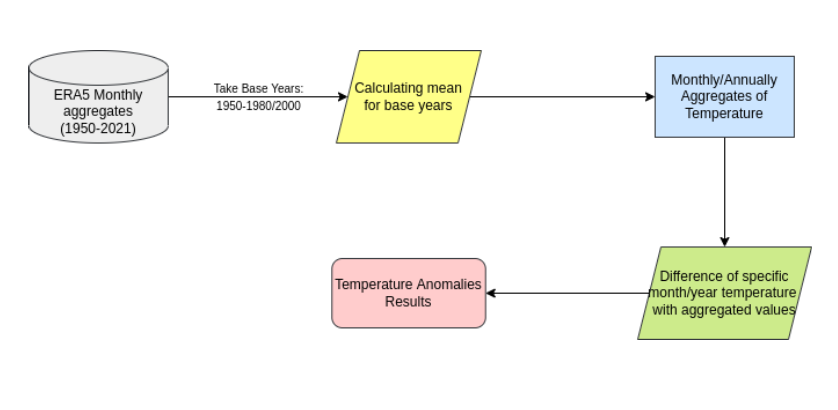 ERA5 Monthly
aggregates
(1950-2021)
Take Base Years:
1950-1980/2000
Calculating mean
for base years
Monthly/Annually
Aggregates of
Temperature
Temperature Anomalies
Results
Difference of specific
month/year temperature
with aggregated values